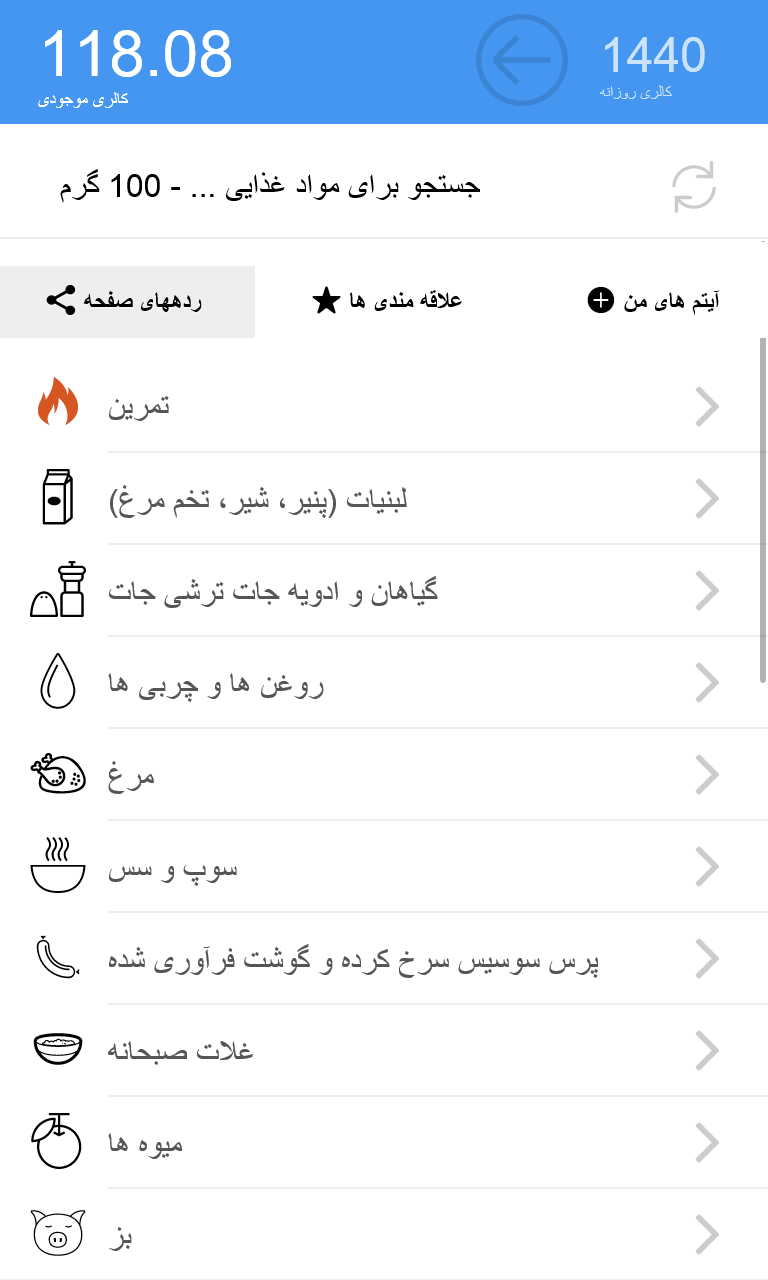 118.08
کالری موجودی
1440
کالری روزانه
جستجو برای مواد غذایی ... - 100 گرم
ردههای صفحه
علاقه مندی ها
آیتم های من
تمرین
لبنیات (پنیر، شیر، تخم مرغ)
گیاهان و ادویه جات ترشی جات
روغن ها و چربی ها
مرغ
سوپ و سس
پرس سوسیس سرخ کرده و گوشت فرآوری شده
غلات صبحانه
میوه ها
بز